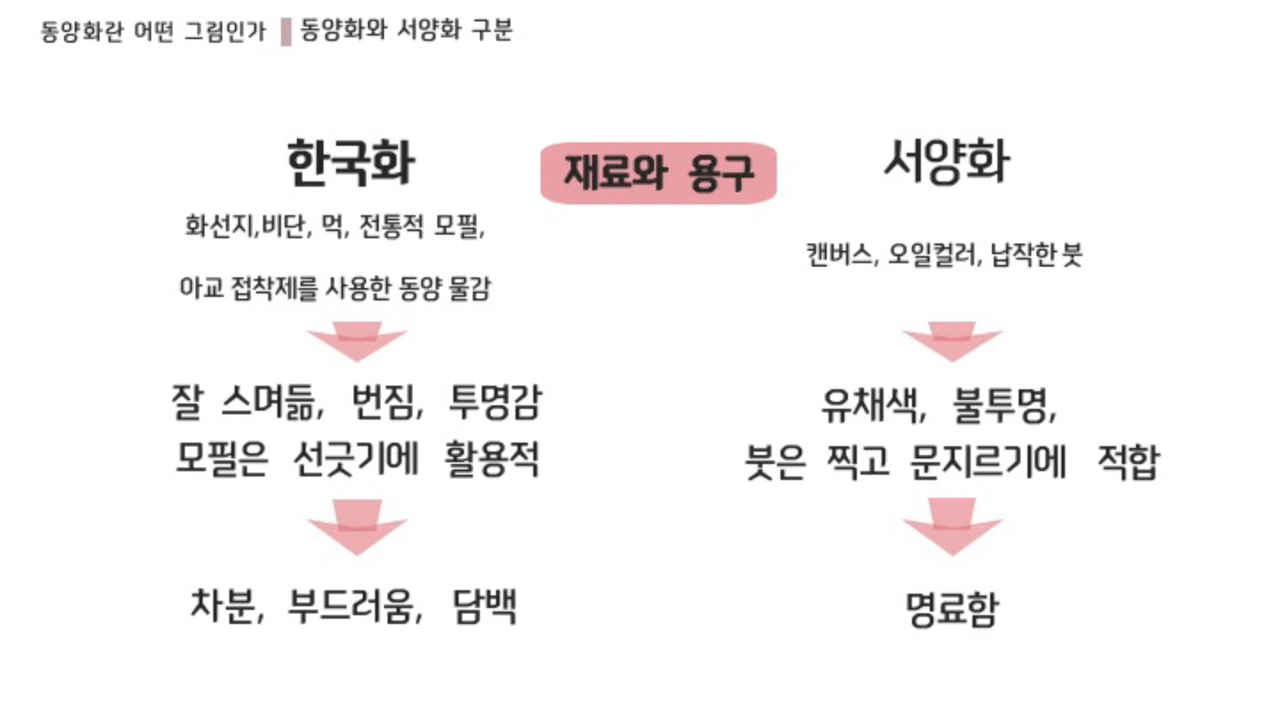 동양화란 어떤 그림인가 동양화와 서양화 구분
한국화
재료와 용구
서양화
화선지,비단, 먹, 전통적 모필,
아교 접착제를 사용한 동양 물감
캔버스, 오일컬러, 납작한 붓
잘 스며듦, 번짐, 투명감
모필은 선긋기에 활용적
유채색, 불투명,
붓은 찍고 문지르기에 적합
차분, 부드러움, 담백
명료함